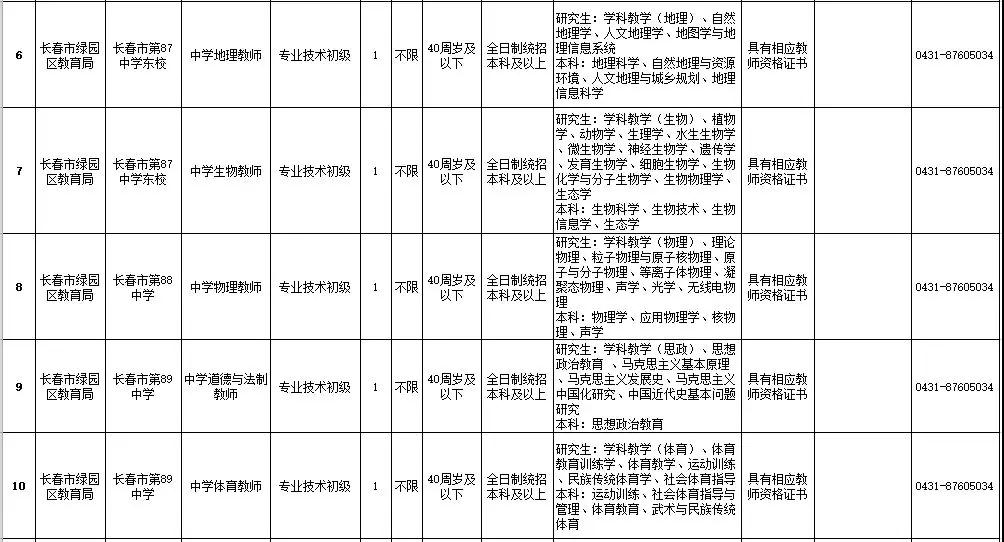 6
长春市绿园
区教育局
长春市第87
中学东校
中学地理教师
专业技术初级
1
不限
40周岁及
以下
全日制统招
本科及以上
研究生：学科教学（地理）、自然
地理学、人文地理学、地图学与地
理信息系统
本科：地理科学、自然地理与资源
环境、人文地理与城乡规划、地理
信息科学
具有相应教
师资格证书
0431-87605034
7
长春市绿园
区教育局
长春市第87
中学东校
中学生物教师
专业技术初级
1
不限
40周岁及
以下
全日制统招
本科及以上
研究生：学科教学（生物）、植物
学、动物学、生理学、水生生物学
、微生物学、神经生物学、遗传学
、发育生物学、细胞生物学、生物
化学与分子生物学、生物物理学、
生态学
本科：生物科学、生物技术、生物
信息学、生态学
具有相应教
师资格证书
0431-87605034
8
长春市绿园
区教育局
长春市第88
中学
中学物理教师
专业技术初级
1
不限
40周岁及
以下
全日制统招
本科及以上
研究生：学科教学（物理）、理论
物理、粒子物理与原子核物理、原
子与分子物理、等离子体物理、凝
聚态物理、声学、光学、无线电物
理
本科：物理学、应用物理学、核物
理、声学
具有相应教
师资格证书
0431-87605034
9
长春市绿园
区教育局
长春市第89
中学
中学道德与法制
教师
专业技术初级
1
不限
40周岁及
以下
全日制统招
本科及以上
研究生：学科教学（思政）、思想
政治教育 、马克思主义基本原理
、马克思主义发展史、马克思主义
中国化研究、中国近代史基本问题
研究
本科：思想政治教育
具有相应教
师资格证书
0431-87605034
10
长春市绿园
区教育局
长春市第89
中学
中学体育教师
专业技术初级
1
不限
40周岁及
以下
全日制统招
本科及以上
研究生：学科教学（体育）、体育
教育训练学、体育教学、运动训练
、民族传统体育学、社会体育指导
本科：运动训练、社会体育指导与
管理、体育教育、武术与民族传统
体育
具有相应教
师资格证书
0431-87605034